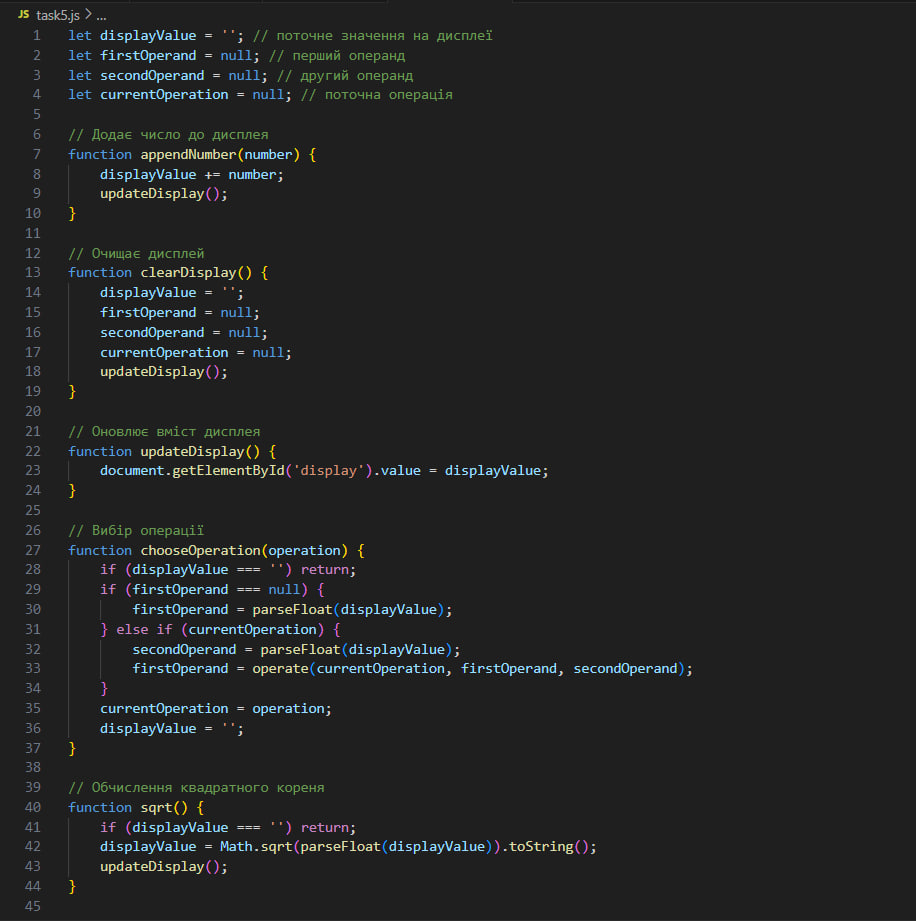 JS task5.js > ...
1 let displayValue = ''; // поточне значення на дисплеї
2 let firstOperand = null; // перший операнд
3 let secondOperand = null; // другий операнд
4 let currentOperation = null; // поточна операція
5
6 // Додає число до дисплея
7 function appendNumber(number) {
8     displayValue += number;
9     updateDisplay();
10 }
11
12 // Очищає дисплей
13 function clearDisplay() {
14     displayValue = '';
15     firstOperand = null;
16     secondOperand = null;
17     currentOperation = null;
18     updateDisplay();
19 }
20
21 // Оновлює вміст дисплея
22 function updateDisplay() {
23     document.getElementById('display').value = displayValue;
24 }
25
26 // Вибір операції
27 function chooseOperation(operation) {
28     if (displayValue === '') return;
29     if (firstOperand === null) {
30         firstOperand = parseFloat(displayValue);
31     } else if (currentOperation) {
32         secondOperand = parseFloat(displayValue);
33         firstOperand = operate(currentOperation, firstOperand, secondOperand);
34     }
35     currentOperation = operation;
36     displayValue = '';
37 }
38
39 // Обчислення квадратного кореня
40 function sqrt() {
41     if (displayValue === '') return;
42     displayValue = Math.sqrt(parseFloat(displayValue)).toString();
43     updateDisplay();
44 }
45